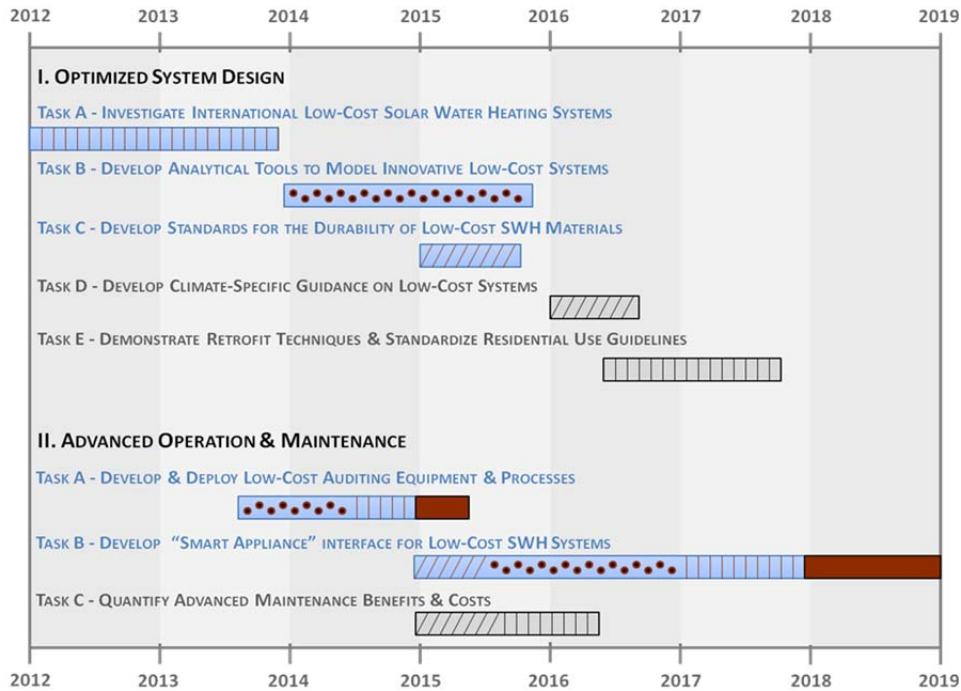 2012 2013 2014 2015 2016 2017 2018 2019
I. Optimized System Design
Task A - Investigate International Low-Cost Solar Water Heating Systems
Task B - Develop Analytical Tools to Model Innovative Low-Cost Systems
Task C - Develop Standards for the Durability of Low-Cost SWH Materials
Task D - Develop Climate-Specific Guidance on Low-Cost Systems
Task E - Demonstrate Retrofit Techniques & Standardize Residential Use Guidelines
II. Advanced Operation & Maintenance
Task A - Develop & Deploy Low-Cost Auditing Equipment & Processes
Task B - Develop “Smart Appliance” interface for Low-Cost SWH Systems
Task C - Quantify Advanced Maintenance Benefits & Costs
2012 2013 2014 2015 2016 2017 2018 2019